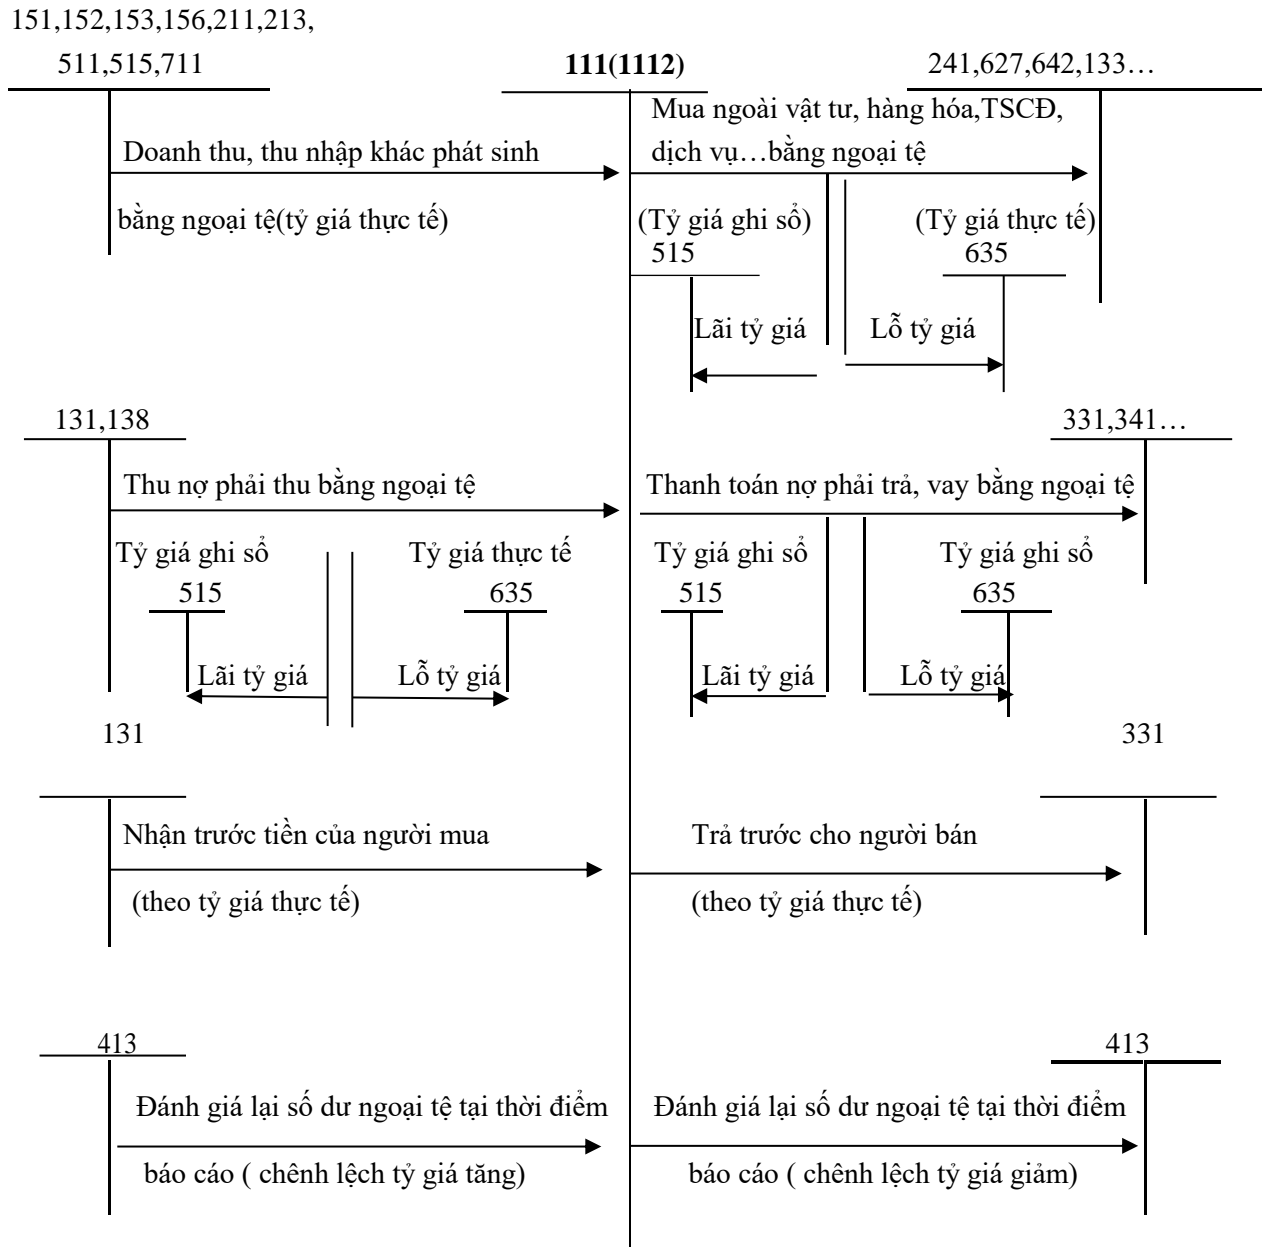 151,152,153,156,211,213,
511,515,711
111(1112)
241,627,642,133…
Mua ngoài vật tư, hàng hóa,TSCĐ,
Doanh thu, thu nhập khác phát sinh
dịch vụ…bằng ngoại tệ
bằng ngoại tệ(tỷ giá thực tế)
(Tỷ giá ghi sổ)
(Tỷ giá thực tế)
515
635
Lãi tỷ giá
Lỗ tỷ giá
131,138
331,341…
Thu nợ phải thu bằng ngoại tệ
Thanh toán nợ phải trả, vay bằng ngoại tệ
Tỷ giá ghi sổ
Tỷ giá thực tế
Tỷ giá ghi sổ
Tỷ giá ghi sổ
515
635
515
635
Lãi tỷ giá
Lỗ tỷ giá
Lãi tỷ giá
Lỗ tỷ giá
131
331
Nhận trước tiền của người mua
Trả trước cho người bán
(theo tỷ giá thực tế)
(theo tỷ giá thực tế)
413
413
Đánh giá lại số dư ngoại tệ tại thời điểm
Đánh giá lại số dư ngoại tệ tại thời điểm
báo cáo ( chênh lệch tỷ giá tăng)
báo cáo ( chênh lệch tỷ giá giảm)